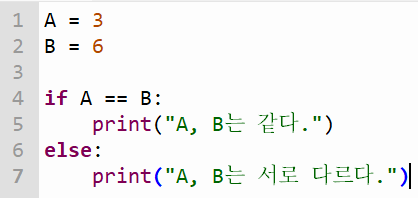 1 A = 3
2 B = 6
3
4 if A == B:
5     print("A, B는 같다.")
6 else:
7     print("A, B는 서로 다르다.")